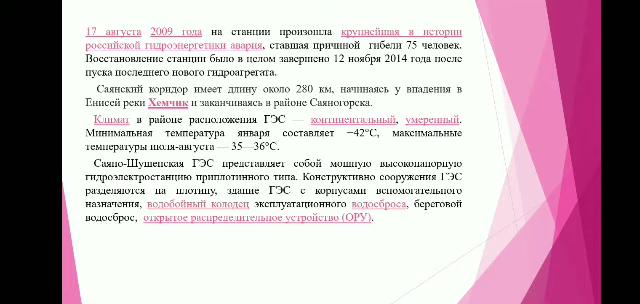 17 августа 2009 года на станции произошла крупнейшая в истории
российской гидроэнергетики авария, ставшая причиной гибели 75 человек.
Восстановление станции было в целом завершено 12 ноября 2014 года после
пуска последнего нового гидроагрегата.
Саянский коридор имеет длину около 280 км, начинаясь у впадения в
Енисей реки Хемчик и заканчиваясь в районе Саяногорска.
Климат в районе расположения ГЭС — континентальный, умеренный.
Минимальная температура января составляет −42°C, максимальные
температуры июля-августа — 35—36°C.
Саяно-Шушенская ГЭС представляет собой мощную высоконапорную
гидроэлектростанцию приплотинного типа. Конструктивно сооружения ГЭС
разделяются на плотину, здание ГЭС с корпусами вспомогательного
назначения, водобойный колодец эксплуатационного водосброса, береговой
водосброс, открытое распределительное устройство (ОРУ).